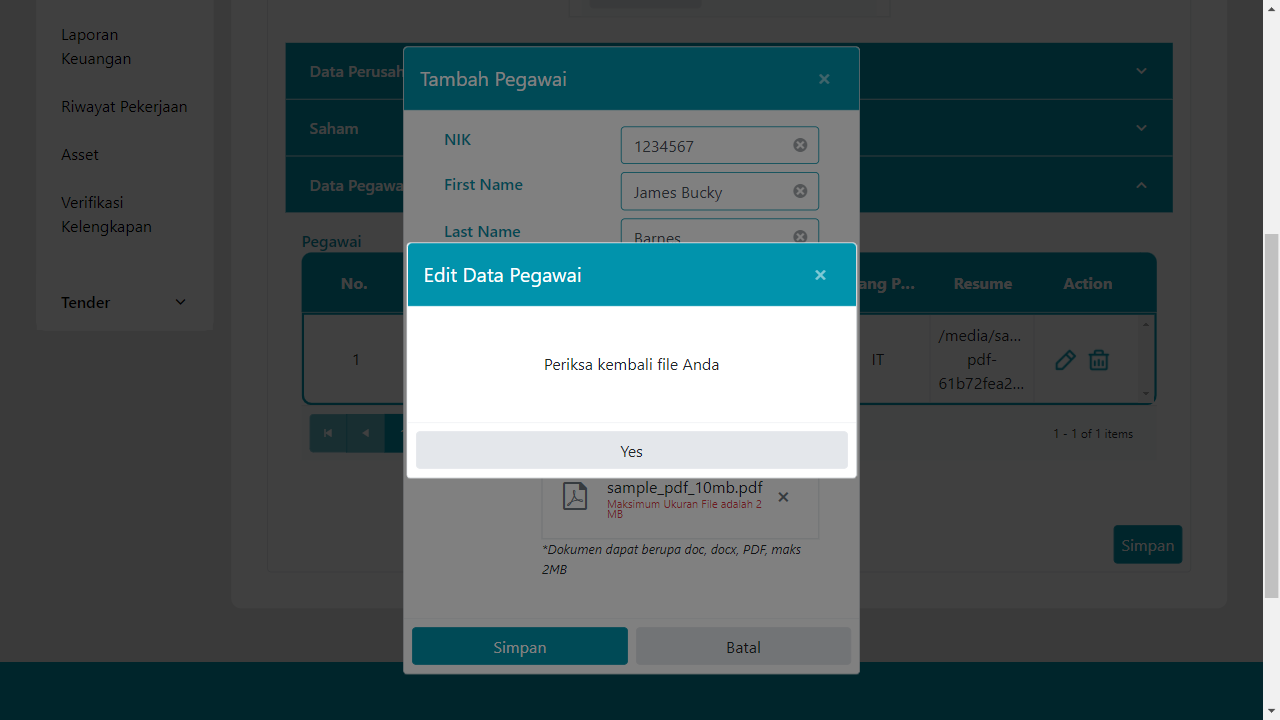 Laporan
Keuangan
Riwayat Pekerjaan
Asset
Verifikasi
Kelengkapan
Tender
Data Perusah
Saham
Data Pegawa
Pegawai
No.
ang P...
Resume
Action
1
IT
/media/sa...
pdf-
61b72fea2...
1 - 1 of 1 items
Simpan
Tambah Pegawai
NIK
1234567
First Name
James Bucky
Last Name
Barnes
Edit Data Pegawai
Periksa kembali file Anda
Yes
sample_pdf_10mb.pdf
Maksimum Ukuran File adalah 2
MB
*Dokumen dapat berupa doc, docx, PDF, maks
2MB
Simpan
Batal